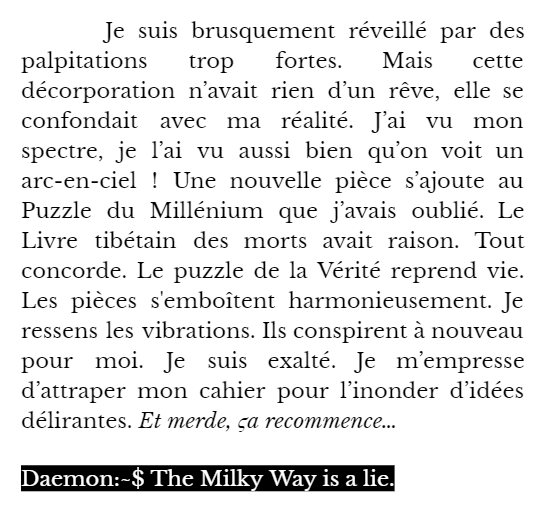 Je suis brusquement réveillé par des
palpitations trop fortes. Mais cette
décorporation n’avait rien d’un rêve, elle se
confondait avec ma réalité. J’ai vu mon
spectre, je l’ai vu aussi bien qu’on voit un
arc-en-ciel ! Une nouvelle pièce s’ajoute au
Puzzle du Millénium que j’avais oublié. Le
Livre tibétain des morts avait raison. Tout
concorde. Le puzzle de la Vérité reprend vie.
Les pièces s'emboîtent harmonieusement. Je
ressens les vibrations. Ils conspirent à nouveau
pour moi. Je suis exalté. Je m’empresse
d’attraper mon cahier pour l’inonder d’idées
délirantes. Et merde, ça recommence…
Daemon:~$ The Milky Way is a lie.